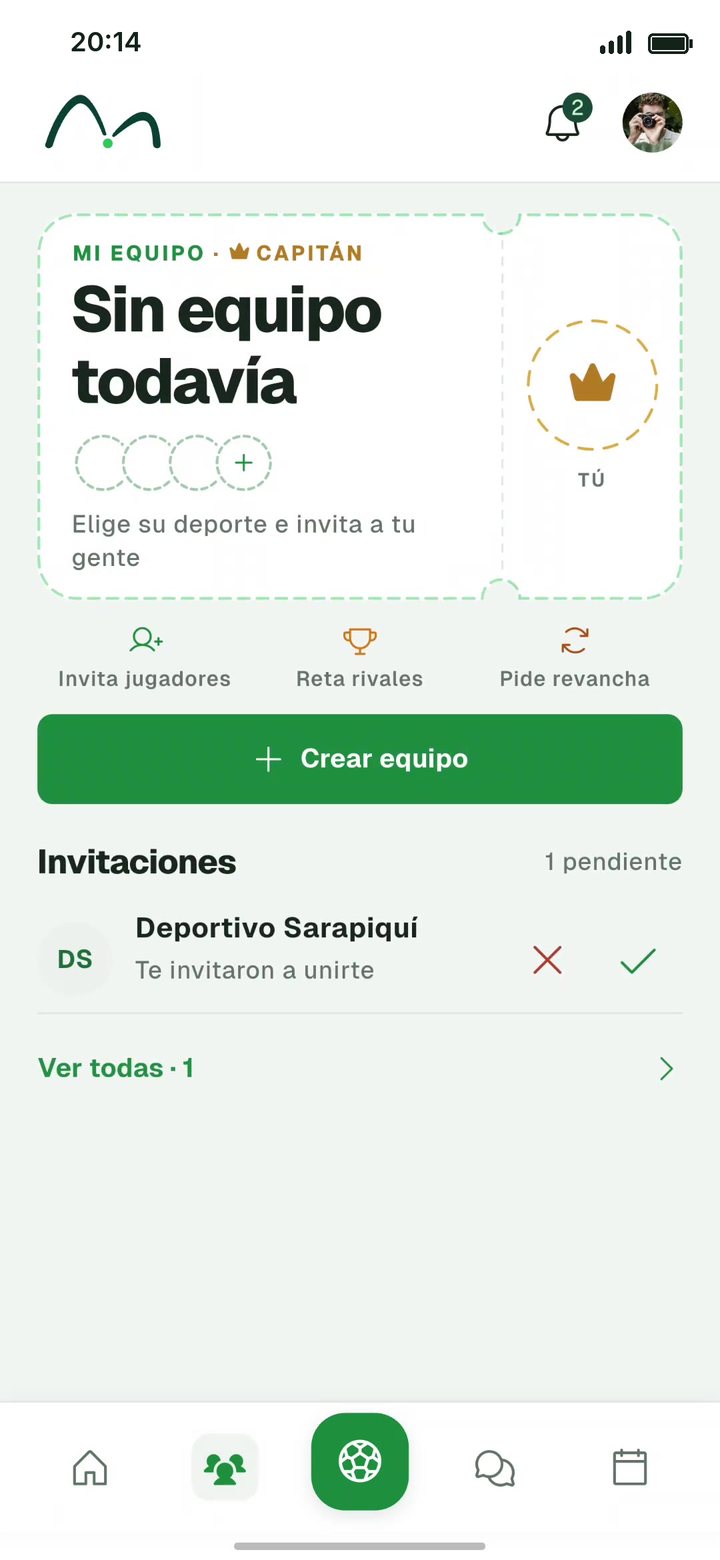 20:14
2
MI EQUIPO · CAPITÁN
Sin equipo
todavía
TÚ
Elige su deporte e invita a tu
gente
Invita jugadores
Reta rivales
Pide revancha
Crear equipo
Invitaciones
1 pendiente
DS
Deportivo Sarapiquí
Te invitaron a unirte
Ver todas · 1